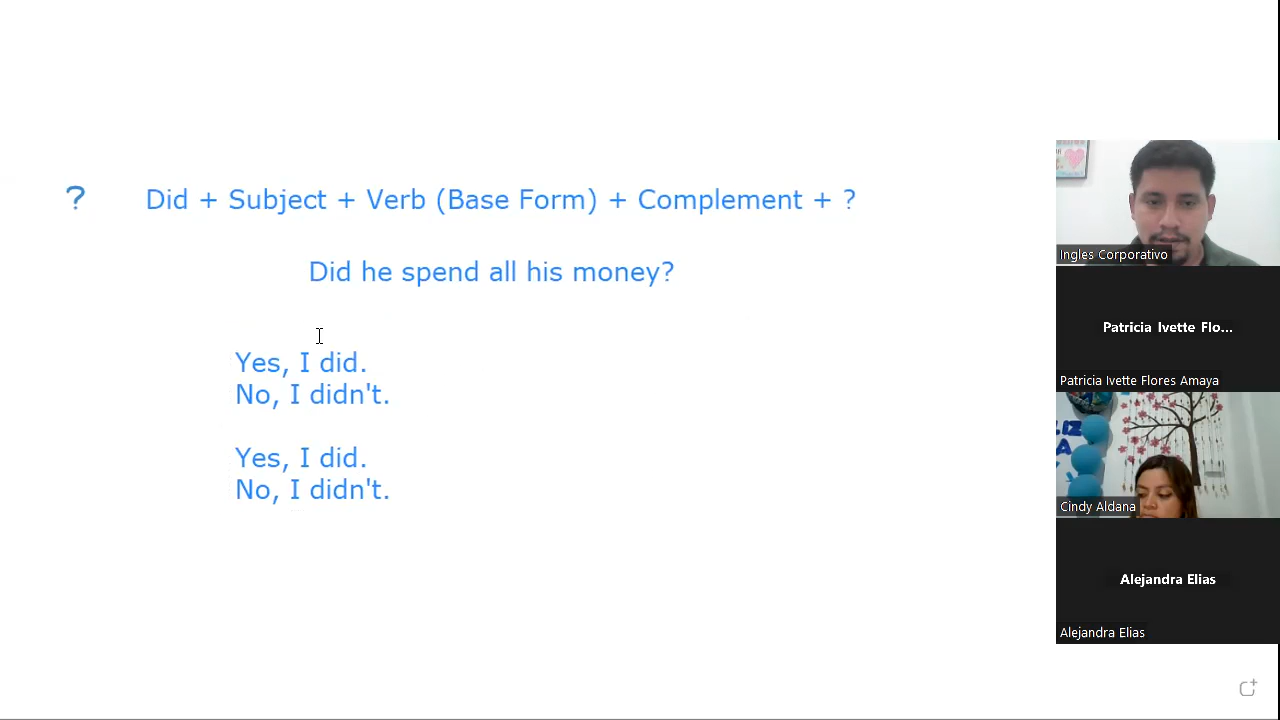 ? Did + Subject + Verb (Base Form) + Complement + ?
Did he spend all his money?
Yes, I did.
No, I didn't.
Yes, I did.
No, I didn't.
Ingles Corporativo
Patricia Ivette Flo...
Patricia Ivette Flores Amaya
Cindy Aldana
Alejandra Elias
Alejandra Elias